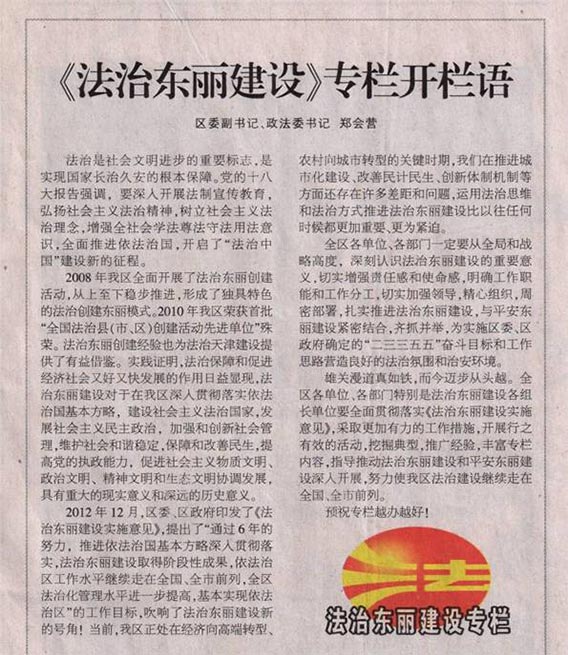 《法治东丽建设》专栏开栏语
区委副书记、政法委书记 郑会营
法治是社会文明进步的重要标志，是
实现国家长治久安的根本保障。党的十八
大报告强调，要深入开展法制宣传教育，
弘扬社会主义法治精神，树立社会主义法
治理念，增强全社会学法尊法守法用法意
识，全面推进依法治国，开启了“法治中
国”建设新的征程。
2008年我区全面开展了法治东丽创建
活动，从上至下稳步推进，形成了独具特色
的法治创建东丽模式。2010年我区荣获首批
“全国法治县（市、区）创建活动先进单位”殊
荣。法治东丽创建经验也为法治天津建设提
供了有益借鉴。实践证明，法治保障和促进
经济社会又好又快发展的作用日益显现，法
治东丽建设对于在我区深入贯彻落实依法
治国基本方略，建设社会主义法治国家，发
展社会主义民主政治，加强和创新社会管
理，维护社会和谐稳定，保障和改善民生，提
高党的执政能力，促进社会主义物质文明、
政治文明、精神文明和生态文明协调发展，
具有重大的现实意义和深远的历史意义。
2012年12月，区委、区政府印发了《法
治东丽建设实施意见》，提出了“通过6年的
努力，推进依法治国基本方略深入贯彻落
实，法治东丽建设取得阶段性成果，依法治
区工作水平继续走在全国、全市前列，全区
法治化管理水平进一步提高，基本实现依法
治区”的工作目标，吹响了法治东丽建设新
的号角！当前，我区正处在经济向高端转型、
农村向城市转型的关键时期，我们在推进城
市化建设、改善民计民生、创新体制机制等
方面还存在许多差距和问题，运用法治思维
和法治方式推进法治东丽建设比以往任何
时候都更加重要、更为紧迫。
全区各单位、各部门一定要从全局和战
略高度，深刻认识法治东丽建设的重要意
义，切实增强责任感和使命感，明确工作职
能和工作分工，切实加强领导，精心组织，周
密部署，扎实推进法治东丽建设，与平安东
丽建设紧密结合，齐抓并举，为实施区委、区
政府确定的“二三三五五”奋斗目标和工作
思路营造良好的法治氛围和治安环境。
雄关漫道真如铁，而今迈步从头越。全
区各单位、各部门特别是法治东丽建设各组
长单位要全面贯彻落实《法治东丽建设实施
意见》，采取更加有力的工作措施，开展行之
有效的活动，挖掘典型，推广经验，丰富专栏
内容，指导推动法治东丽建设和平安东丽建
设深入开展，努力使我区法治建设继续走在
全国、全市前列。
预祝专栏越办越好！
法
法治东丽建设专栏